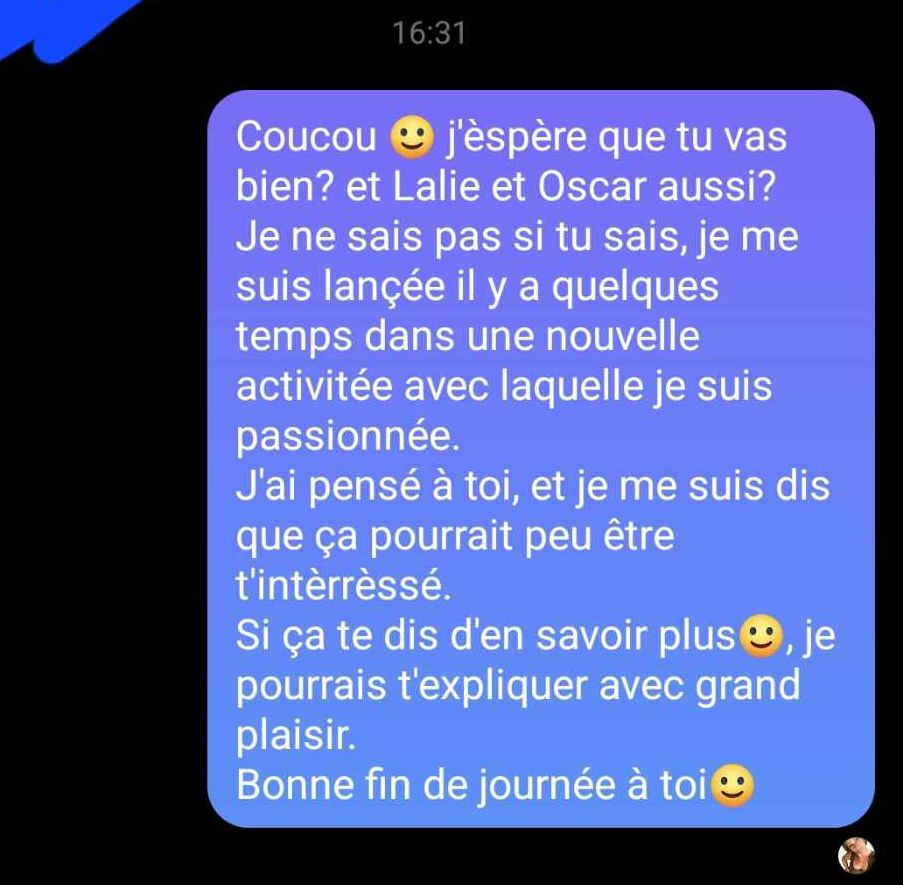 16:31
Coucou 🙂 j'èspère que tu vas
bien? et Lalie et Oscar aussi?
Je ne sais pas si tu sais, je me
suis lançée il y a quelques
temps dans une nouvelle
activitée avec laquelle je suis
passionnée.
J'ai pensé à toi, et je me suis dis
que ça pourrait peu être
t'intèrrèssé.
Si ça te dis d'en savoir plus🙂, je
pourrais t'expliquer avec grand
plaisir.
Bonne fin de journée à toi🙂